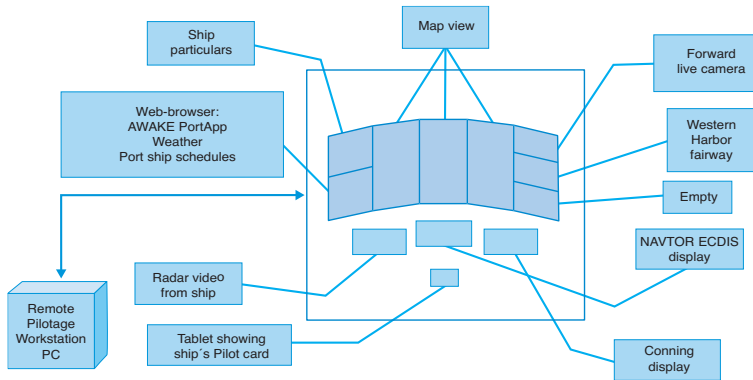 Ship
particulars
Map view
Forward
live camera
Web-browser:
AWAKE PortApp
Weather
Port ship schedules
Western
Harbor
fairway
Empty
NAVTOR ECDIS
display
Radar video
from ship
Remote
Pilotage
Workstation
PC
Tablet showing
ship´s Pilot card
Conning
display